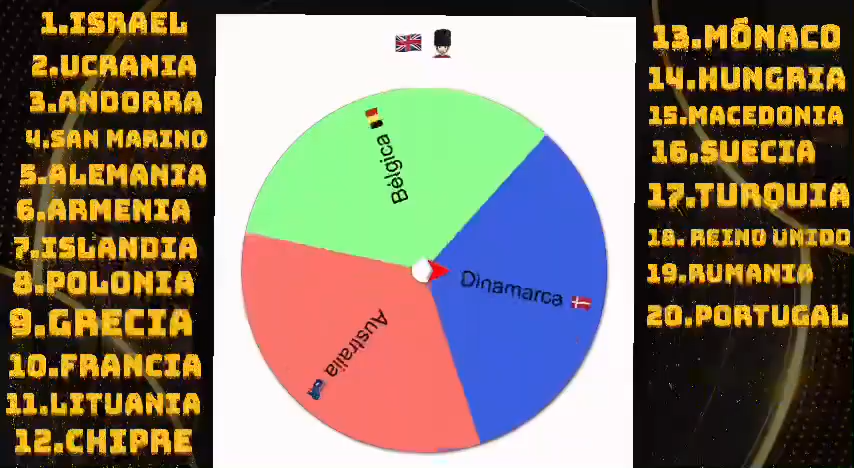 1.ISRAEL
2.UCRANIA
3.ANDORRA
4.SAN MARINO
5.ALEMANIA
6.ARMENIA
7.ISLANDIA
8.POLONIA
9.GRECIA
10.FRANCIA
11.LITUANIA
12.CHIPRE
Bélgica
Dinamarca
Australia
13.MÓNACO
14.HUNGRIA
15.MACEDONIA
16.SUECIA
17.TURQUIA
18. REINO UNIDO
19.RUMANIA
20.PORTUGAL